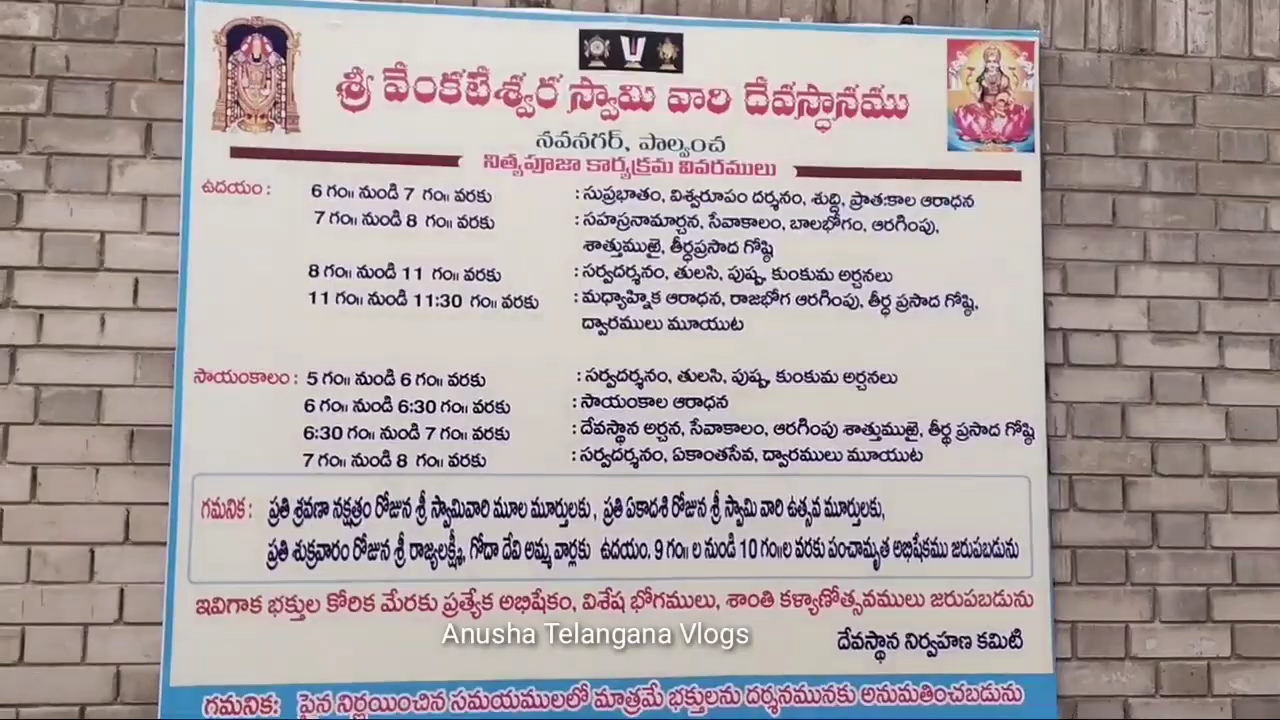 శ్రీ వేంకటేశ్వర స్వామి వారి దేవస్థానము
నవనగర్, పాల్వంచ
నిత్యపూజా కార్యక్రమ వివరములు
ఉదయం : 6 గం॥ నుండి 7 గం॥ వరకు : సుప్రభాతం, విశ్వరూపం దర్శనం, శుద్ధి, ప్రాత:కాల ఆరాధన
7 గం॥ నుండి 8 గం॥ వరకు : సహస్రనామార్చన, సేవాకాలం, బాలభోగం, ఆరగింపు,
శాత్తుముఱై, తీర్థప్రసాద గోష్ఠి
8 గం॥ నుండి 11 గం॥ వరకు : సర్వదర్శనం, తులసి, పుష్ప, కుంకుమ అర్చనలు
11 గం॥ నుండి 11:30 గం॥ వరకు : మధ్యాహ్నిక ఆరాధన, రాజభోగ ఆరగింపు, తీర్థ ప్రసాద గోష్ఠి,
ద్వారములు మూయుట
సాయంకాలం : 5 గం॥ నుండి 6 గం॥ వరకు : సర్వదర్శనం, తులసి, పుష్ప, కుంకుమ అర్చనలు
6 గం॥ నుండి 6:30 గం॥ వరకు : సాయంకాల ఆరాధన
6:30 గం॥ నుండి 7 గం॥ వరకు : దేవస్థాన అర్చన, సేవాకాలం, ఆరగింపు శాత్తుముఱై, తీర్థ ప్రసాద గోష్ఠి
7 గం॥ నుండి 8 గం॥ వరకు : సర్వదర్శనం, ఏకాంతసేవ, ద్వారములు మూయుట
గమనిక : ప్రతి శ్రవణా నక్షత్రం రోజున శ్రీ స్వామివారి మూల మూర్తులకు, ప్రతి ఏకాదశి రోజున శ్రీ స్వామి వారి ఉత్సవ మూర్తులకు,
ప్రతి శుక్రవారం రోజున శ్రీ రాజ్యలక్ష్మీ, గోదా దేవి అమ్మ వార్లకు ఉదయం. 9 గం॥ ల నుండి 10 గం॥ల వరకు పంచామృత అభిషేకము జరుపబడును
ఇవిగాక భక్తుల కోరిక మేరకు ప్రత్యేక అభిషేకం, విశేష భోగములు, శాంతి కళ్యాణోత్సవములు జరుపబడును
Anusha Telangana Vlogs
దేవస్థాన నిర్వహణ కమిటి
గమనిక: పైన నిర్ణయించిన సమయములలో మాత్రమే భక్తులను దర్శనమునకు అనుమతించబడును